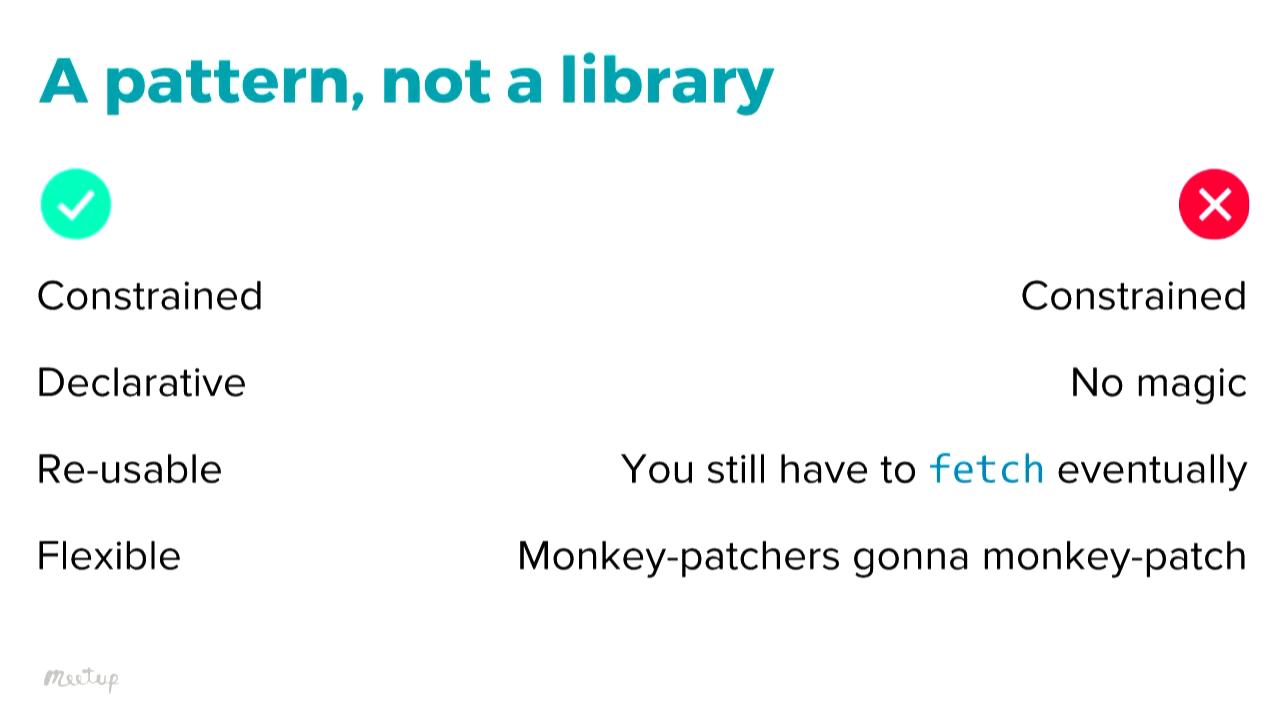 A pattern, not a library
Constrained Constrained
Declarative No magic
Re-usable You still have to fetch eventually
Flexible Monkey-patchers gonna monkey-patch
Meetup